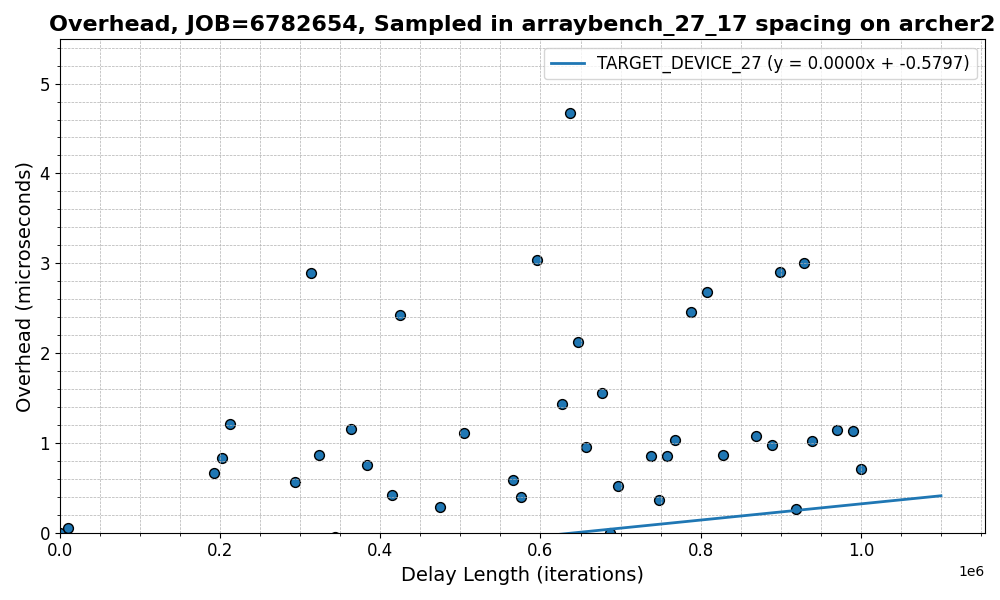 Overhead, JOB=6782654, Sampled in arraybench_27_17 spacing on archer2
TARGET_DEVICE_27 (y = 0.0000x + -0.5797)
Overhead (microseconds)
5
4
3
2
1
0
0.0 0.2 0.4 0.6 0.8 1.0
1e6
Delay Length (iterations)